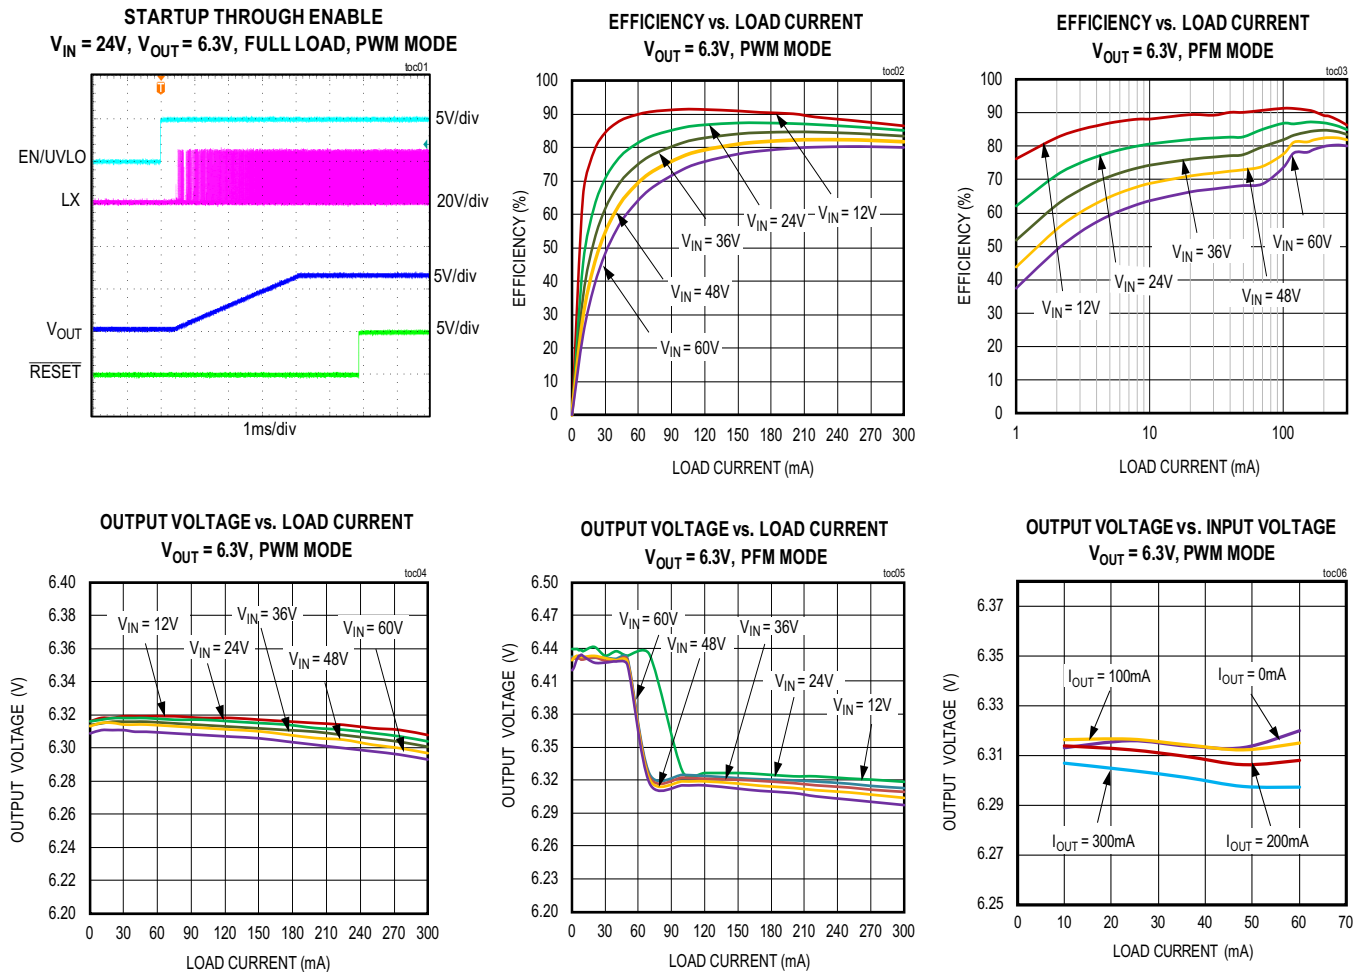 STARTUP THROUGH ENABLE
VIN = 24V, VOUT = 6.3V, FULL LOAD, PWM MODE
toc01
T
5V/div
EN/UVLO
LX
20V/div
5V/div
VOUT
5V/div
RESET
1ms/div
EFFICIENCY vs. LOAD CURRENT
VOUT = 6.3V, PWM MODE
toc02
100
90
80
70
60
50
40
30
20
10
0
EFFICIENCY (%)
VIN = 12V
VIN = 24V
VIN = 36V
VIN = 48V
VIN = 60V
0 30 60 90 120 150 180 210 240 270 300
LOAD CURRENT (mA)
EFFICIENCY vs. LOAD CURRENT
VOUT = 6.3V, PFM MODE
toc03
100
90
80
70
60
50
40
30
20
10
0
EFFICIENCY (%)
VIN = 60V
VIN = 36V
VIN = 24V
VIN = 48V
VIN = 12V
1 10 100
LOAD CURRENT (mA)
OUTPUT VOLTAGE vs. LOAD CURRENT
VOUT = 6.3V, PWM MODE
toc04
6.40
6.38
6.36
6.34
6.32
6.30
6.28
6.26
6.24
6.22
6.20
OUTPUT VOLTAGE (V)
VIN = 12V
VIN = 36V
VIN = 60V
VIN = 24V
VIN = 48V
0 30 60 90 120 150 180 210 240 270 300
LOAD CURRENT (mA)
OUTPUT VOLTAGE vs. LOAD CURRENT
VOUT = 6.3V, PFM MODE
toc05
6.50
6.47
6.44
6.41
6.38
6.35
6.32
6.29
6.26
6.23
6.20
OUTPUT VOLTAGE (V)
VIN = 60V
VIN = 36V
VIN = 48V
VIN = 24V
VIN = 12V
0 30 60 90 120 150 180 210 240 270 300
LOAD CURRENT (mA)
OUTPUT VOLTAGE vs. INPUT VOLTAGE
VOUT = 6.3V, PWM MODE
toc06
6.37
6.35
6.33
6.31
6.29
6.27
6.25
OUTPUT VOLTAGE (V)
IOUT = 100mA
IOUT = 0mA
IOUT = 300mA
IOUT = 200mA
0 10 20 30 40 50 60 70
LOAD CURRENT (mA)